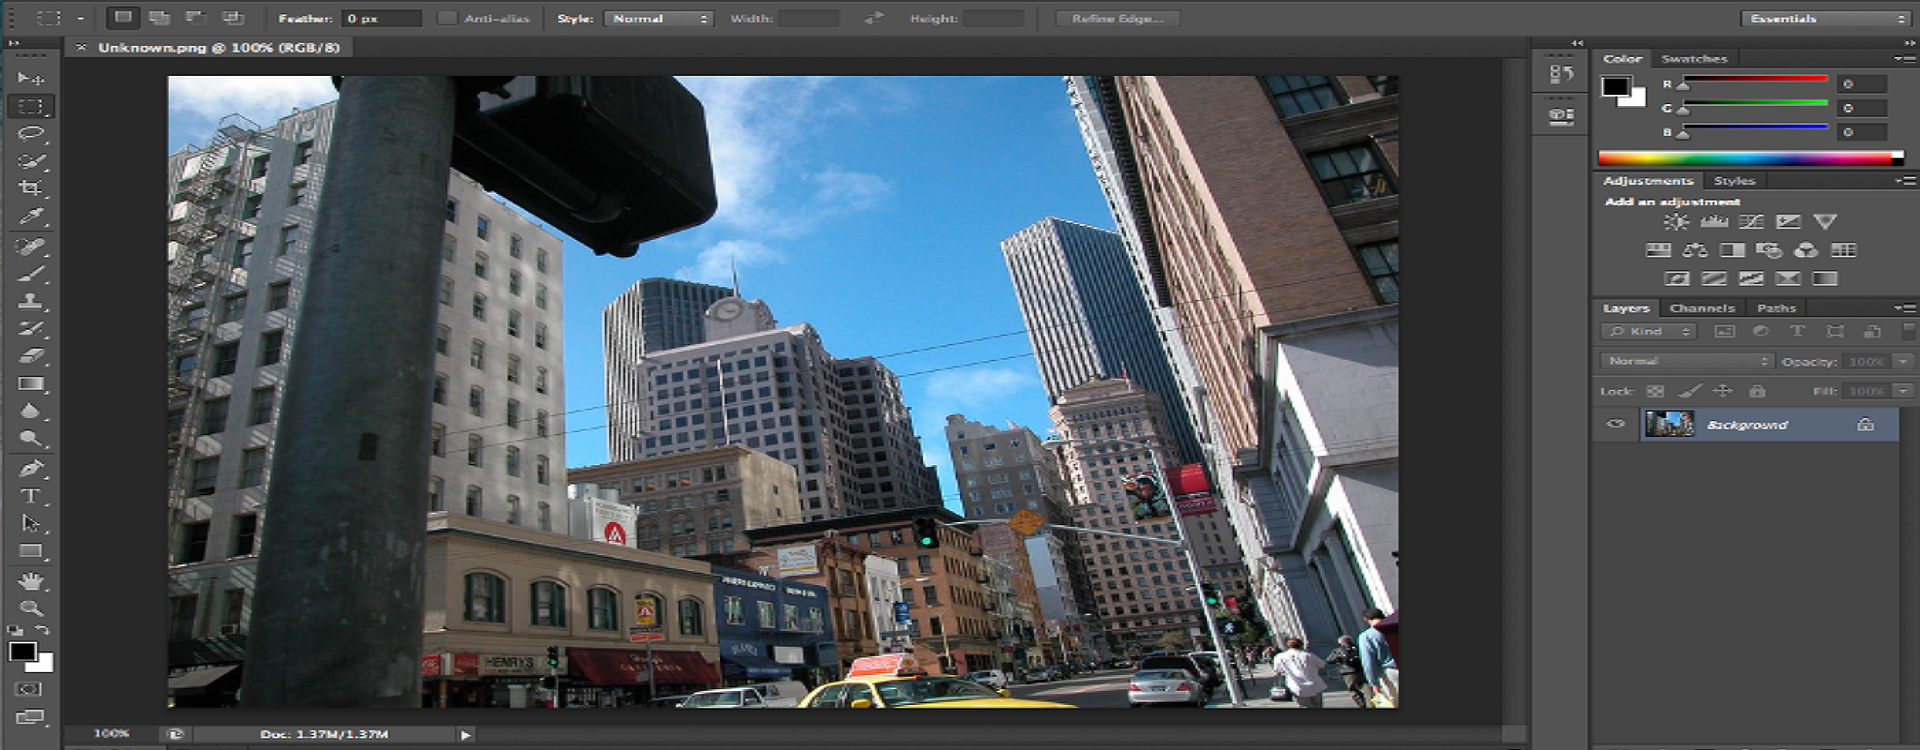 Feather: 0 px Anti-alias Style: Normal Width: Height: Refine Edge... Essentials
Unknown.png @ 100% (RGB/8)
Color Swatches
R 0
G 0
B 0
Adjustments Styles
Add an adjustment
Layers Channels Paths
Kind
Normal Opacity: 100%
Lock: Fill: 100%
Background
HENRY'S
100% Doc: 1.37M/1.37M